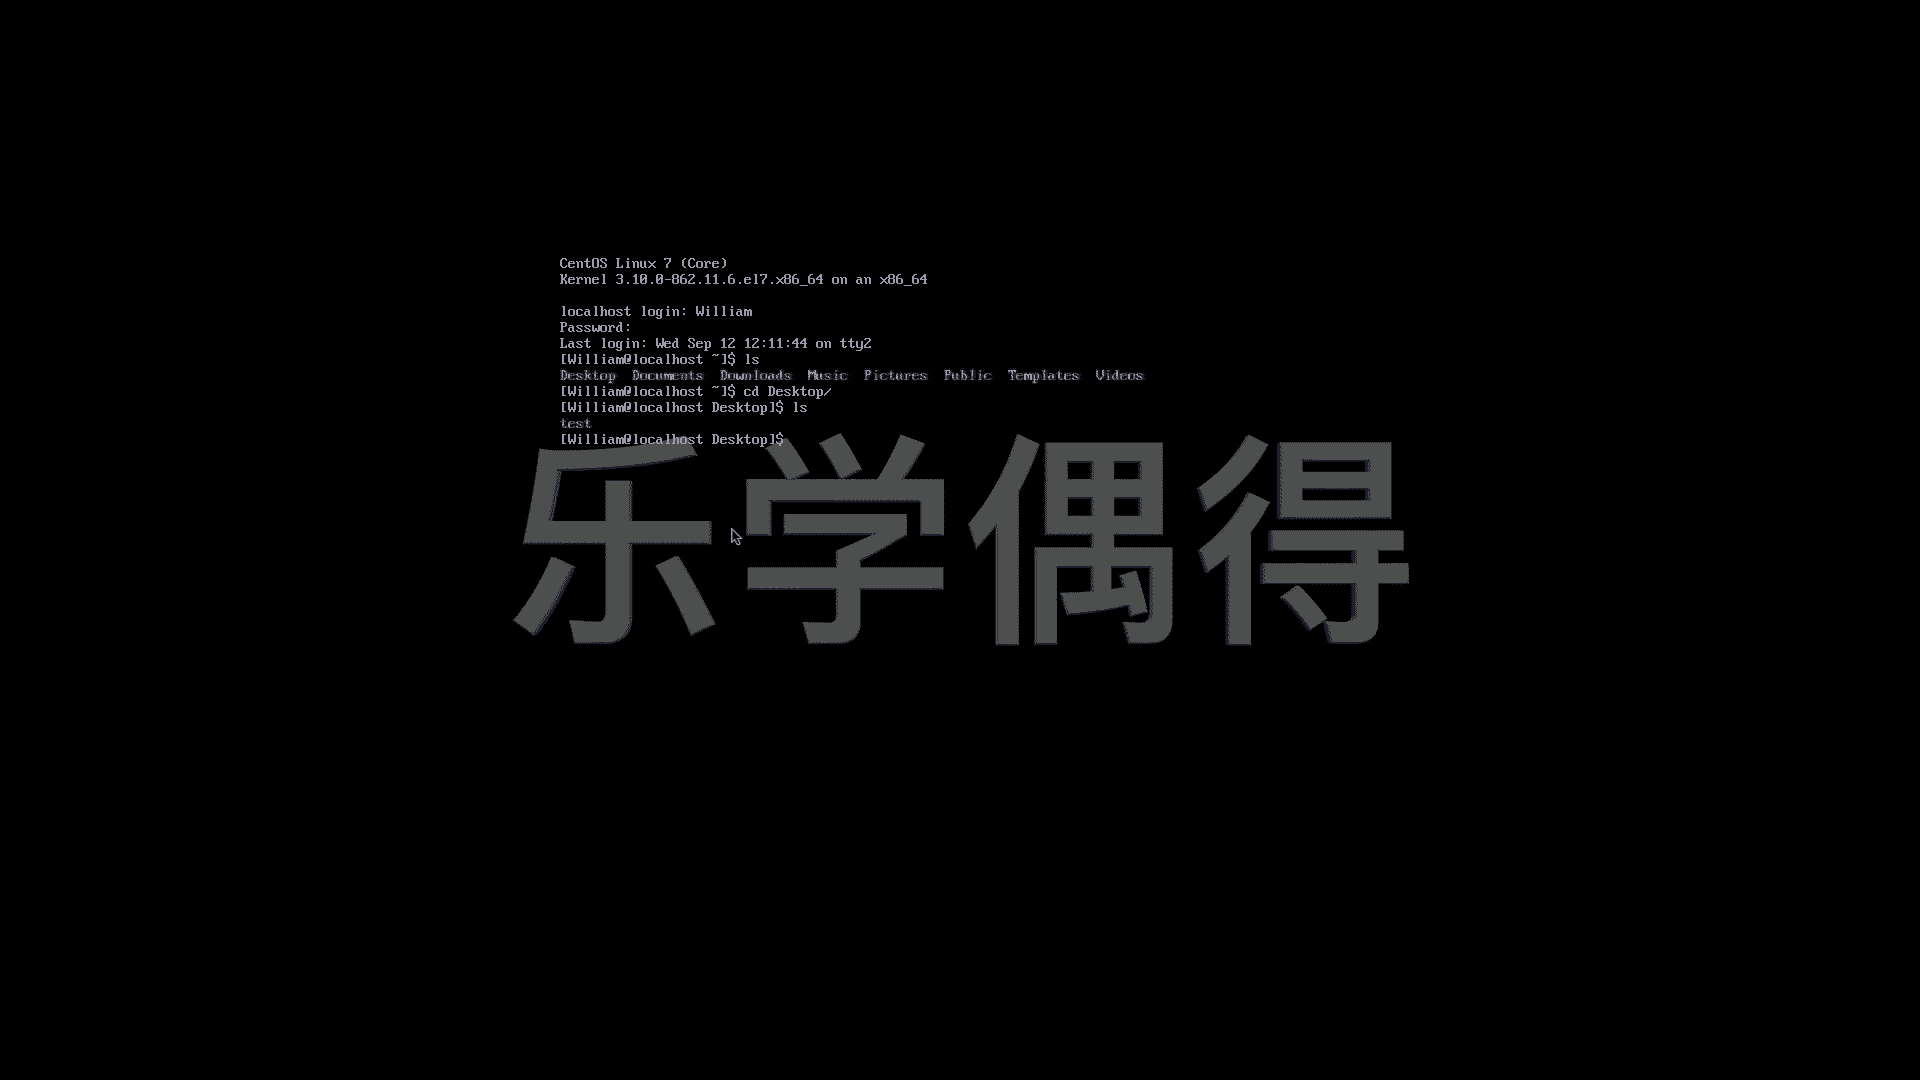 CentOS Linux 7 (Core)
Kernel 3.10.0-862.11.6.el7.x86_64 on an x86_64
localhost login: William
Password:
Last login: Wed Sep 12 12:11:44 on tty2
[William@localhost ~]$ ls
Desktop Documents Downloads Music Pictures Public Templates Videos
[William@localhost ~]$ cd Desktop/
[William@localhost Desktop]$ ls
test
[William@localhost Desktop]$
乐学偶得